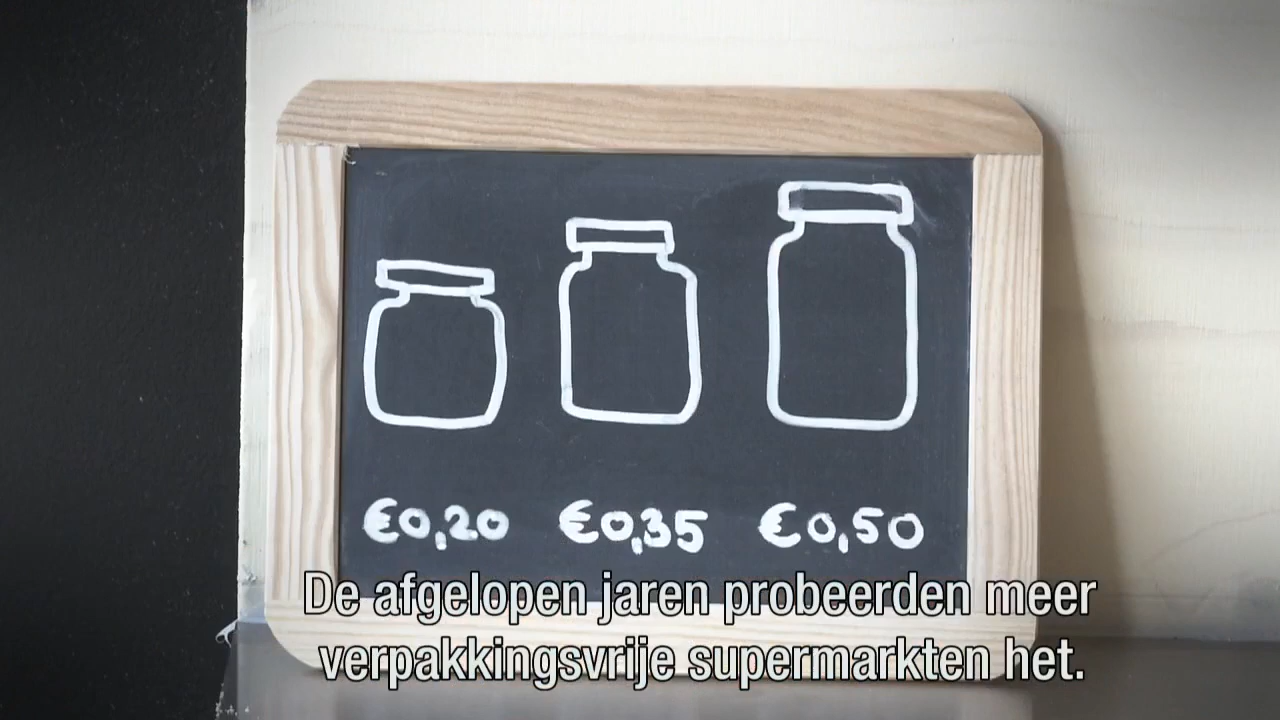 €0,20 €0,35 €0,50
De afgelopen jaren probeerden meer
verpakkingsvrije supermarkten het.